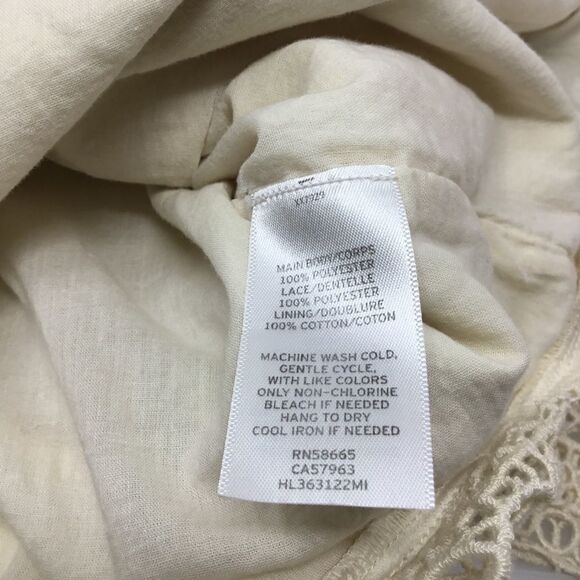 MAIN BODY/CORPS
100% POLYESTER
LACE/DENTELLE
100% POLYESTER
LINING/DOUBLURE
100% COTTON/COTON
MACHINE WASH COLD,
GENTLE CYCLE,
WITH LIKE COLORS
ONLY NON-CHLORINE
BLEACH IF NEEDED
HANG TO DRY
COOL IRON IF NEEDED
RN58665
CA57963
HL363122MI